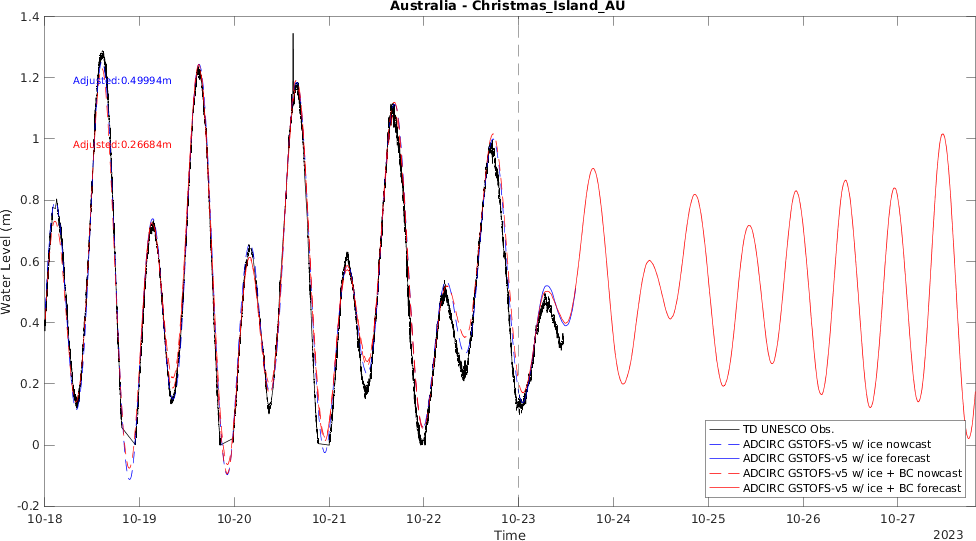 Australia - Christmas_Island_AU
Water Level (m)
1.4
1.2
1
0.8
0.6
0.4
0.2
0
-0.2
Adjusted:0.49994m
Adjusted:0.26684m
TD UNESCO Obs.
ADCIRC GSTOFS-v5 w/ ice nowcast
ADCIRC GSTOFS-v5 w/ ice forecast
ADCIRC GSTOFS-v5 w/ ice + BC nowcast
ADCIRC GSTOFS-v5 w/ ice + BC forecast
10-18 10-19 10-20 10-21 10-22 10-23 10-24 10-25 10-26 10-27
Time
2023